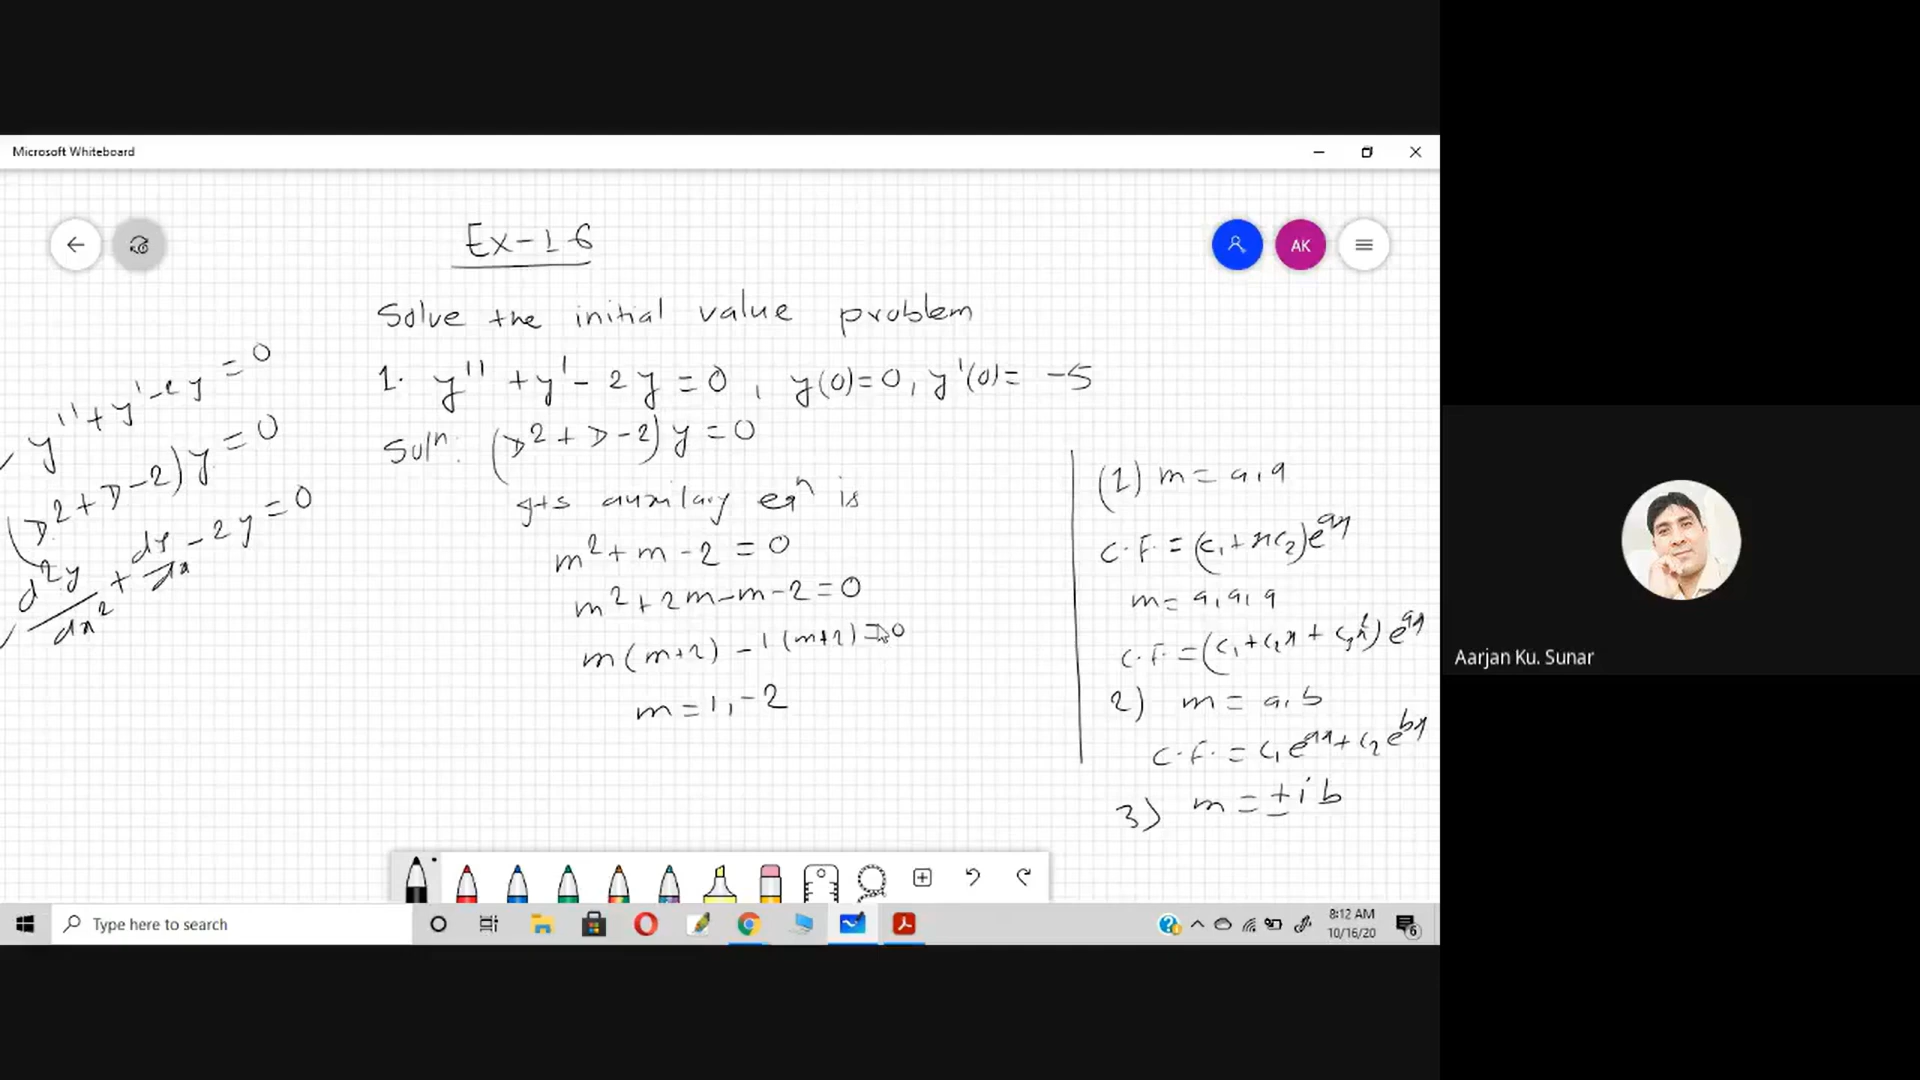 Microsoft Whiteboard
Ex-16
AK
Solve the initial value problem
1. y'' + y' - 2y = 0, y(0)=0, y'(0)= -5
Solⁿ: (D² + D - 2) y = 0
its auxilary eqⁿ is
m² + m - 2 = 0
m² + 2m - m - 2 = 0
m(m+2) - 1(m+2) = 0
m = 1, -2
y'' + y' - 2y = 0
(D² + D - 2) y = 0
d²y/dx² + dy/dx - 2y = 0
(1) m = a, a
C.F. = (c₁ + xc₂)e^ax
m = a, a, a
C.F. = (c₁ + c₂x + c₃x²) e^ax
2) m = a, b
C.F. = c₁e^ax + c₂e^bx
3) m = ± ib
Aarjan Ku. Sunar
Type here to search
8:12 AM
10/16/20
6